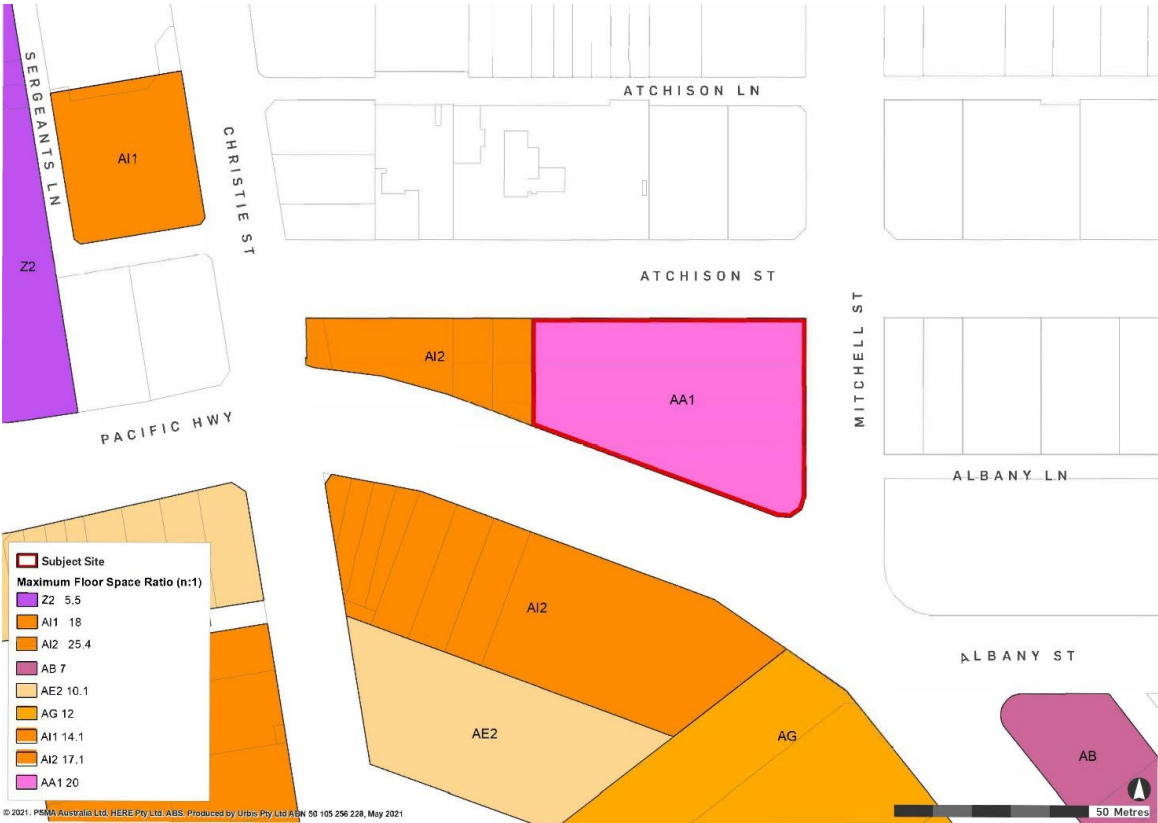 SERGEANTS LN
ATCHISON LN
AI1
CHRISTIE ST
Z2
ATCHISON ST
MITCHELL ST
AI2
AA1
PACIFIC HWY
ALBANY LN
Subject Site
Maximum Floor Space Ratio (n:1)
Z2 5.5
AI1 18
AI2 25.4
AB 7
AE2 10.1
AG 12
AI1 14.1
AI2 17.1
AA1 20
AI2
ALBANY ST
AE2
AG
AB
© 2021. PSMA Australia Ltd, HERE Pty Ltd. ABS. Produced by Urbis Pty Ltd ABN 50 105 256 228, May 2021
50 Metres